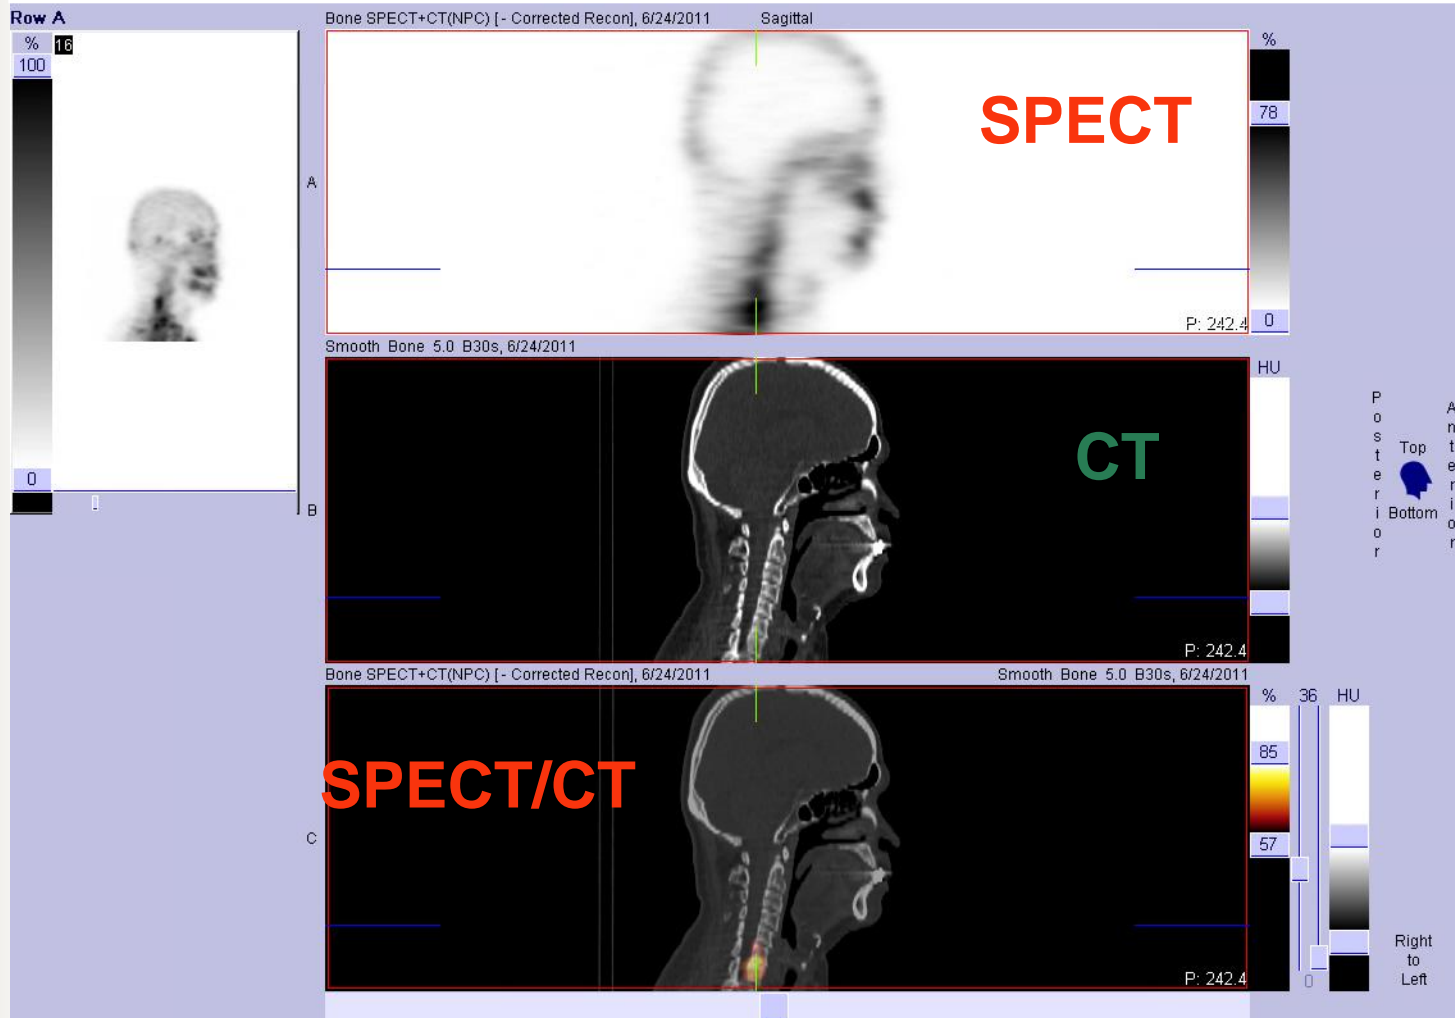 Row A
% 16
100
0
Bone SPECT+CT(NPC) [ - Corrected Recon], 6/24/2011 Sagittal
SPECT
A
P: 242.4
%
78
0
Smooth Bone 5.0 B30s, 6/24/2011
CT
B
P: 242.4
HU
Posterior
Top
Bottom
Anterior
Bone SPECT+CT(NPC) [ - Corrected Recon], 6/24/2011 Smooth Bone 5.0 B30s, 6/24/2011
SPECT/CT
C
P: 242.4
% 36 HU
85
57
0
Right
to
Left